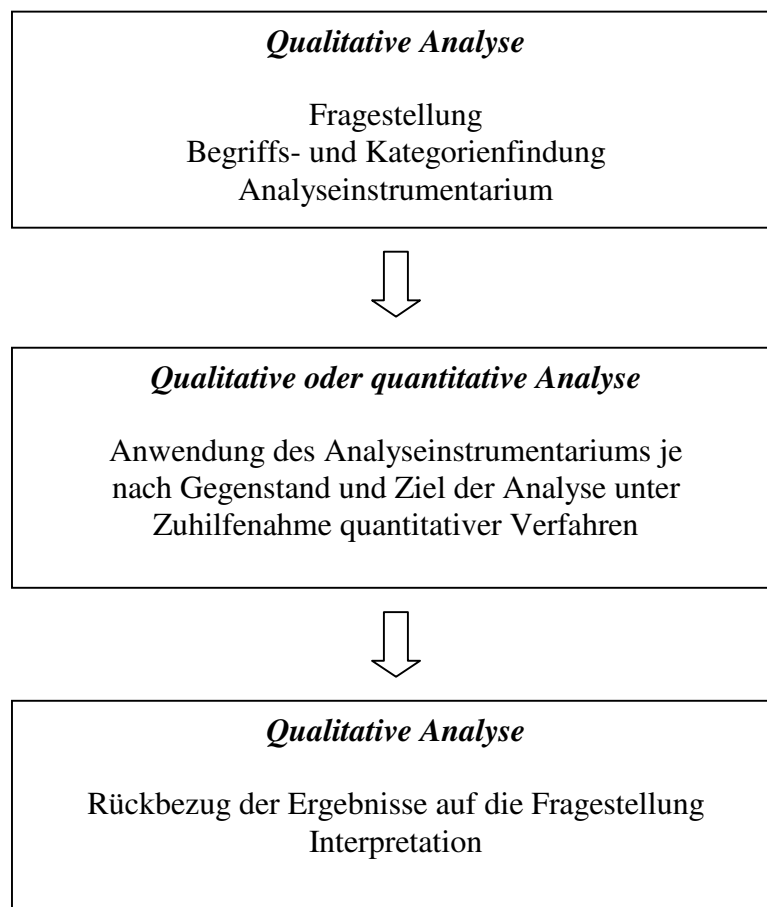 Qualitative Analyse
Fragestellung
Begriffs- und Kategorienfindung
Analyseinstrumentarium
Qualitative oder quantitative Analyse
Anwendung des Analyseinstrumentariums je
nach Gegenstand und Ziel der Analyse unter
Zuhilfenahme quantitativer Verfahren
Qualitative Analyse
Rückbezug der Ergebnisse auf die Fragestellung
Interpretation